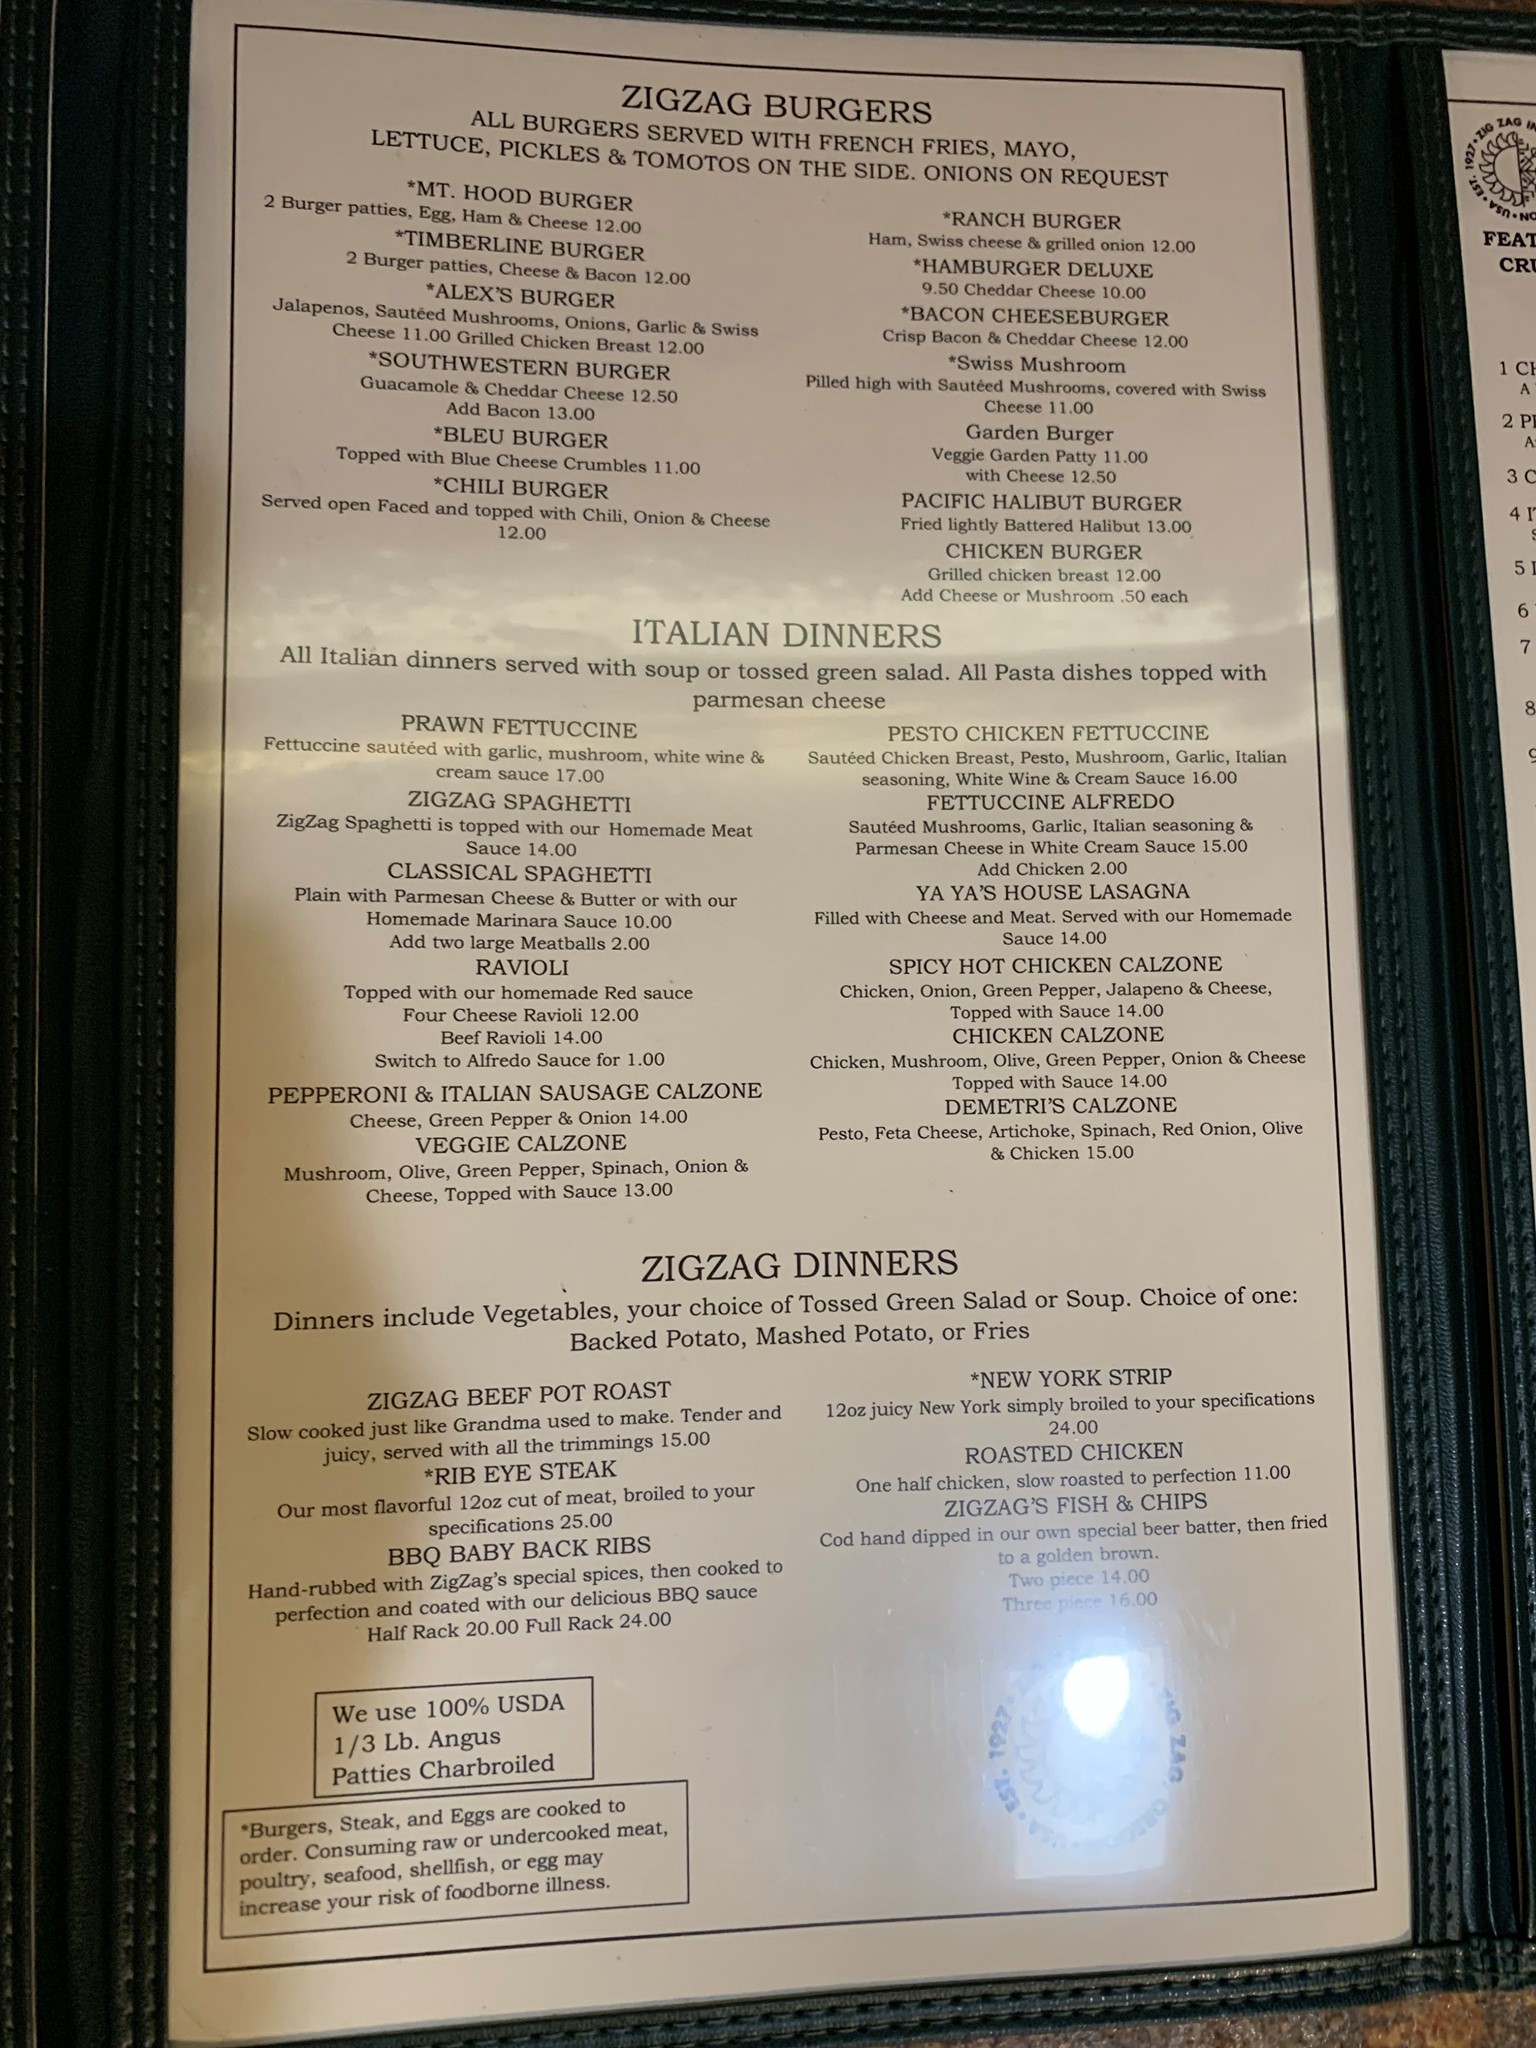 ZIGZAG BURGERS
ALL BURGERS SERVED WITH FRENCH FRIES, MAYO,
LETTUCE, PICKLES & TOMOTOS ON THE SIDE. ONIONS ON REQUEST
*MT. HOOD BURGER
2 Burger patties, Egg, Ham & Cheese 12.00
*TIMBERLINE BURGER
2 Burger patties, Cheese & Bacon 12.00
*ALEX'S BURGER
Jalapenos, Sautéed Mushrooms, Onions, Garlic & Swiss
Cheese 11.00 Grilled Chicken Breast 12.00
*SOUTHWESTERN BURGER
Guacamole & Cheddar Cheese 12.50
Add Bacon 13.00
*BLEU BURGER
Topped with Blue Cheese Crumbles 11.00
*CHILI BURGER
Served open Faced and topped with Chili, Onion & Cheese
12.00
*RANCH BURGER
Ham, Swiss cheese & grilled onion 12.00
*HAMBURGER DELUXE
9.50 Cheddar Cheese 10.00
*BACON CHEESEBURGER
Crisp Bacon & Cheddar Cheese 12.00
*Swiss Mushroom
Pilled high with Sautéed Mushrooms, covered with Swiss
Cheese 11.00
Garden Burger
Veggie Garden Patty 11.00
with Cheese 12.50
PACIFIC HALIBUT BURGER
Fried lightly Battered Halibut 13.00
CHICKEN BURGER
Grilled chicken breast 12.00
Add Cheese or Mushroom .50 each
ITALIAN DINNERS
All Italian dinners served with soup or tossed green salad. All Pasta dishes topped with
parmesan cheese
PRAWN FETTUCCINE
Fettuccine sautéed with garlic, mushroom, white wine &
cream sauce 17.00
ZIGZAG SPAGHETTI
ZigZag Spaghetti is topped with our Homemade Meat
Sauce 14.00
CLASSICAL SPAGHETTI
Plain with Parmesan Cheese & Butter or with our
Homemade Marinara Sauce 10.00
Add two large Meatballs 2.00
RAVIOLI
Topped with our homemade Red sauce
Four Cheese Ravioli 12.00
Beef Ravioli 14.00
Switch to Alfredo Sauce for 1.00
PEPPERONI & ITALIAN SAUSAGE CALZONE
Cheese, Green Pepper & Onion 14.00
VEGGIE CALZONE
Mushroom, Olive, Green Pepper, Spinach, Onion &
Cheese, Topped with Sauce 13.00
PESTO CHICKEN FETTUCCINE
Sautéed Chicken Breast, Pesto, Mushroom, Garlic, Italian
seasoning, White Wine & Cream Sauce 16.00
FETTUCCINE ALFREDO
Sautéed Mushrooms, Garlic, Italian seasoning &
Parmesan Cheese in White Cream Sauce 15.00
Add Chicken 2.00
YA YA'S HOUSE LASAGNA
Filled with Cheese and Meat. Served with our Homemade
Sauce 14.00
SPICY HOT CHICKEN CALZONE
Chicken, Onion, Green Pepper, Jalapeno & Cheese,
Topped with Sauce 14.00
CHICKEN CALZONE
Chicken, Mushroom, Olive, Green Pepper, Onion & Cheese
Topped with Sauce 14.00
DEMETRI'S CALZONE
Pesto, Feta Cheese, Artichoke, Spinach, Red Onion, Olive
& Chicken 15.00
ZIGZAG DINNERS
Dinners include Vegetables, your choice of Tossed Green Salad or Soup. Choice of one:
Backed Potato, Mashed Potato, or Fries
ZIGZAG BEEF POT ROAST
Slow cooked just like Grandma used to make. Tender and
juicy, served with all the trimmings 15.00
*RIB EYE STEAK
Our most flavorful 12oz cut of meat, broiled to your
specifications 25.00
BBQ BABY BACK RIBS
Hand-rubbed with ZigZag's special spices, then cooked to
perfection and coated with our delicious BBQ sauce
Half Rack 20.00 Full Rack 24.00
*NEW YORK STRIP
12oz juicy New York simply broiled to your specifications
24.00
ROASTED CHICKEN
One half chicken, slow roasted to perfection 11.00
ZIGZAG'S FISH & CHIPS
Cod hand dipped in our own special beer batter, then fried
to a golden brown.
Two piece 14.00
Three piece 16.00
We use 100% USDA
1/3 Lb. Angus
Patties Charbroiled
*Burgers, Steak, and Eggs are cooked to
order. Consuming raw or undercooked meat,
poultry, seafood, shellfish, or egg may
increase your risk of foodborne illness.
EST. 1927 ZIG ZAG, USA
EST. 1927 ZIG ZAG USA
1
2
3
4
5
6
7
8